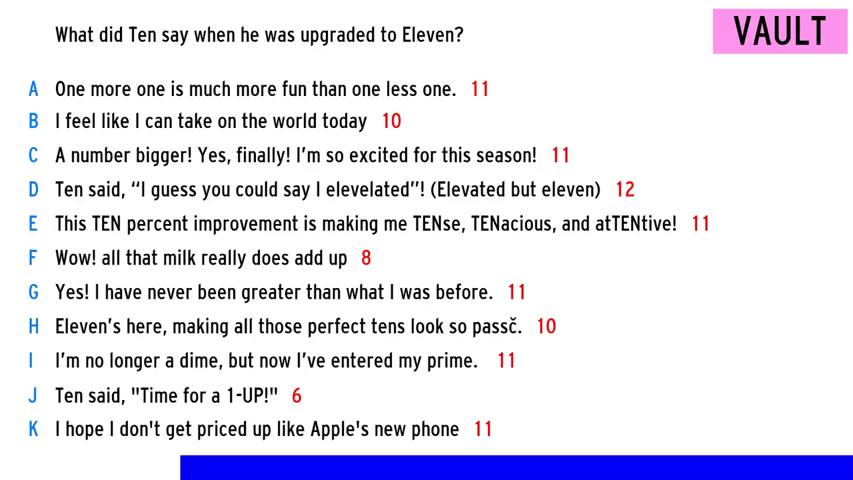 What did Ten say when he was upgraded to Eleven?
VAULT
A One more one is much more fun than one less one. 11
B I feel like I can take on the world today 10
C A number bigger! Yes, finally! I'm so excited for this season! 11
D Ten said, “I guess you could say I elevelated”! (Elevated but eleven) 12
E This TEN percent improvement is making me TENse, TENacious, and atTENtive! 11
F Wow! all that milk really does add up 8
G Yes! I have never been greater than what I was before. 11
H Eleven's here, making all those perfect tens look so passč. 10
I I'm no longer a dime, but now I've entered my prime. 11
J Ten said, "Time for a 1-UP!" 6
K I hope I don't get priced up like Apple's new phone 11